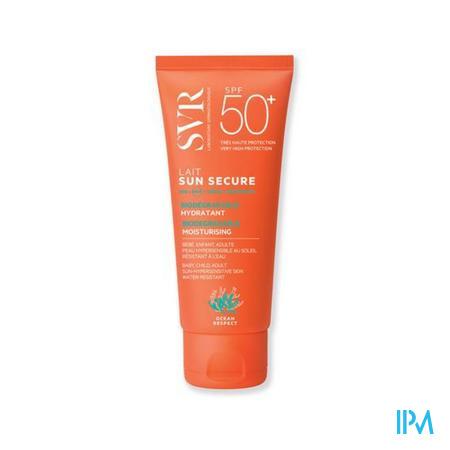 SVR
SPF
50+
TRÈS HAUTE PROTECTION
VERY HIGH PROTECTION
LAIT
SUN SECURE
BIODÉGRADABLE
HYDRATANT
BIODEGRADABLE
MOISTURISING
BÉBÉ, ENFANT, ADULTE
PEAU HYPERSENSIBLE AU SOLEIL
RÉSISTANT À L'EAU
BABY, CHILD, ADULT
SUN-HYPERSENSITIVE SKIN
WATER-RESISTANT
OCEAN
RESPECT
IPM